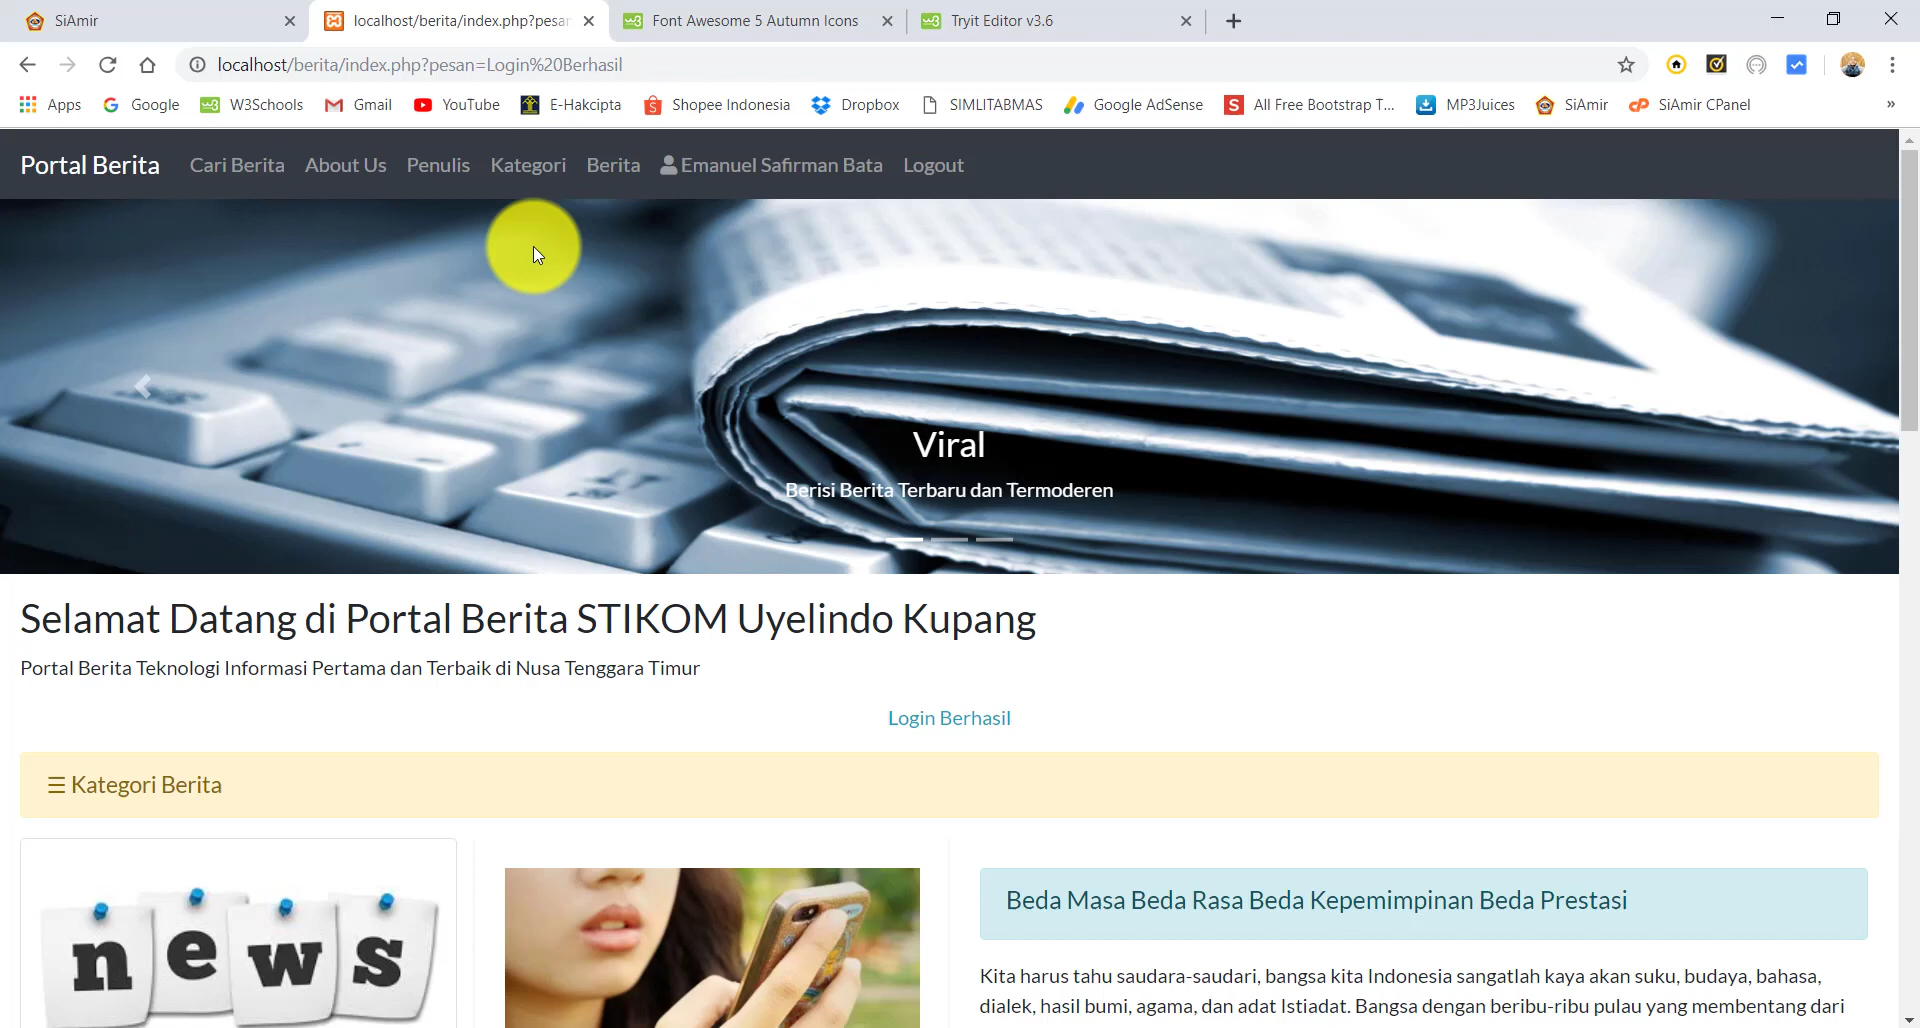 SiAmir
localhost/berita/index.php?pesar
Font Awesome 5 Autumn Icons
Tryit Editor v3.6
localhost/berita/index.php?pesan=Login%20Berhasil
Apps
Google
W3Schools
Gmail
YouTube
E-Hakcipta
Shopee Indonesia
Dropbox
SIMLITABMAS
Google AdSense
All Free Bootstrap T...
MP3Juices
SiAmir
SiAmir CPanel
»
Portal Berita
Cari Berita
About Us
Penulis
Kategori
Berita
Emanuel Safirman Bata
Logout
Viral
Berisi Berita Terbaru dan Termoderen
Selamat Datang di Portal Berita STIKOM Uyelindo Kupang
Portal Berita Teknologi Informasi Pertama dan Terbaik di Nusa Tenggara Timur
Login Berhasil
☰ Kategori Berita
news
Beda Masa Beda Rasa Beda Kepemimpinan Beda Prestasi
Kita harus tahu saudara-saudari, bangsa kita Indonesia sangatlah kaya akan suku, budaya, bahasa,
dialek, hasil bumi, agama, dan adat Istiadat. Bangsa dengan beribu-ribu pulau yang membentang dari